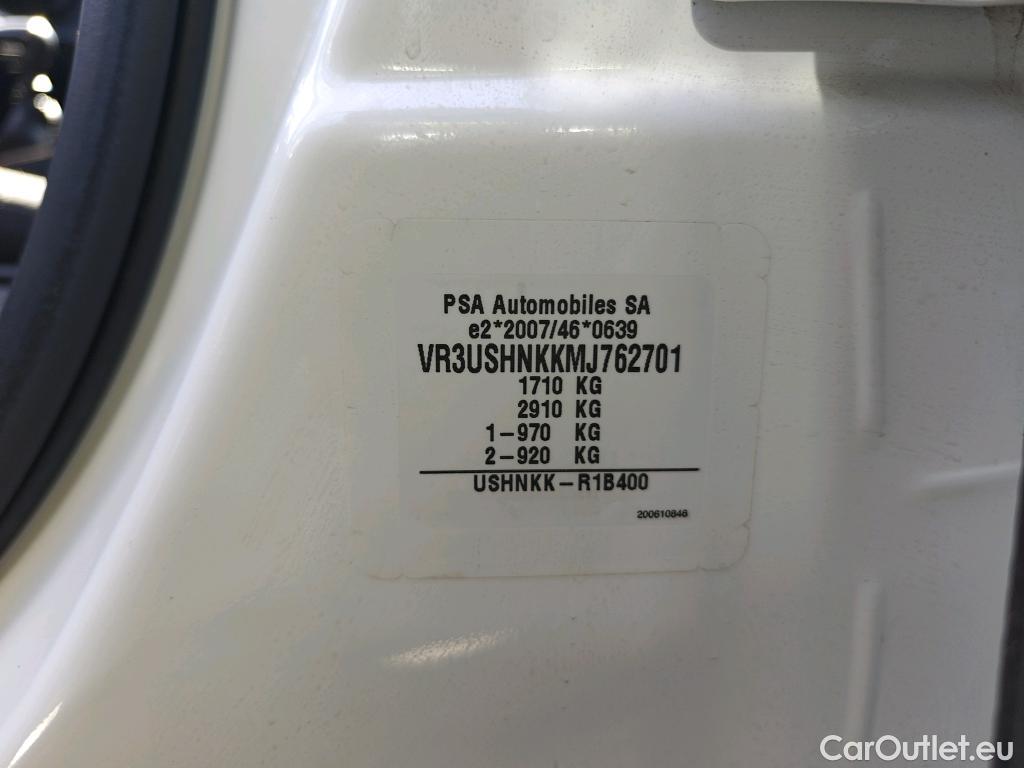 PSA Automobiles SA
e2*2007/46*0639
VR3USHNKKMJ762701
1710 KG
2910 KG
1-970 KG
2-920 KG
USHNKK-R1B400
200610846
CarOutlet.eu